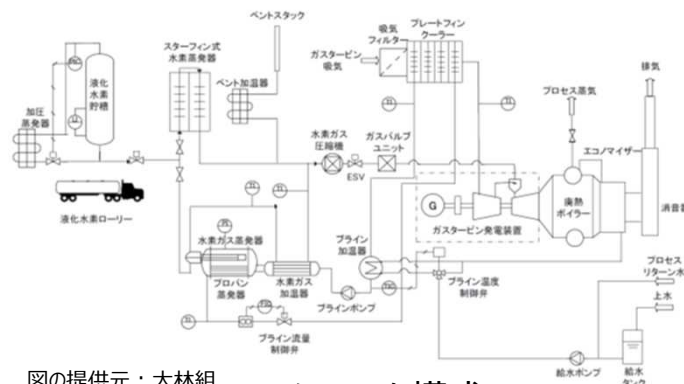 ベントスタック
プレートフィン
クーラー
吸気
フィルター
ガスタービン
吸気
スターフィン式
水素蒸発器
ベント加温器
排気
液化
水素
貯槽
加圧
蒸発器
プロセス蒸気
水素ガス
圧縮機
ガスバルブ
ユニット
ESV
エコノマイザー
液化水素ローリー
G
ガスタービン発電装置
廃熱
ボイラー
消音器
水素ガス蒸発器
プロパン
蒸発器
水素ガス
加温器
ブライン
加温器
ブラインポンプ
ブライン温度
制御弁
プロセス
リターン水
上水
ブライン流量
制御弁
給水ポンプ
給水
タンク
図の提供元:大林組